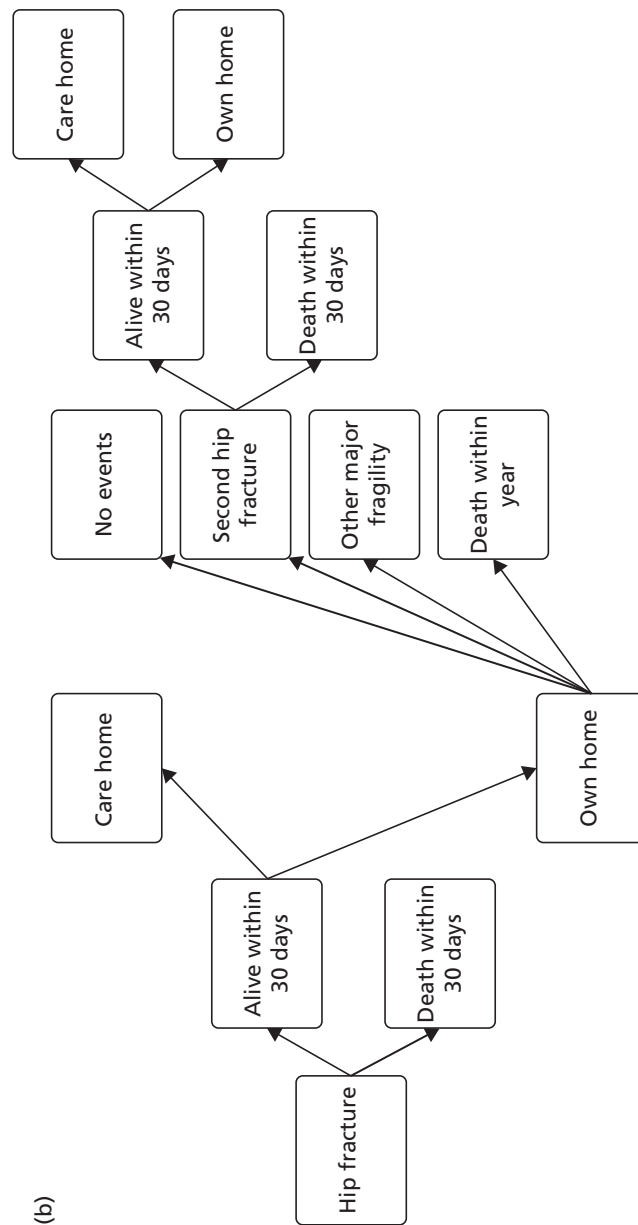 (b)
Hip fracture
Alive within
30 days
Death within
30 days
Care home
Own home
No events
Second hip
fracture
Other major
fragility
Death within
year
Alive within
30 days
Death within
30 days
Care home
Own home